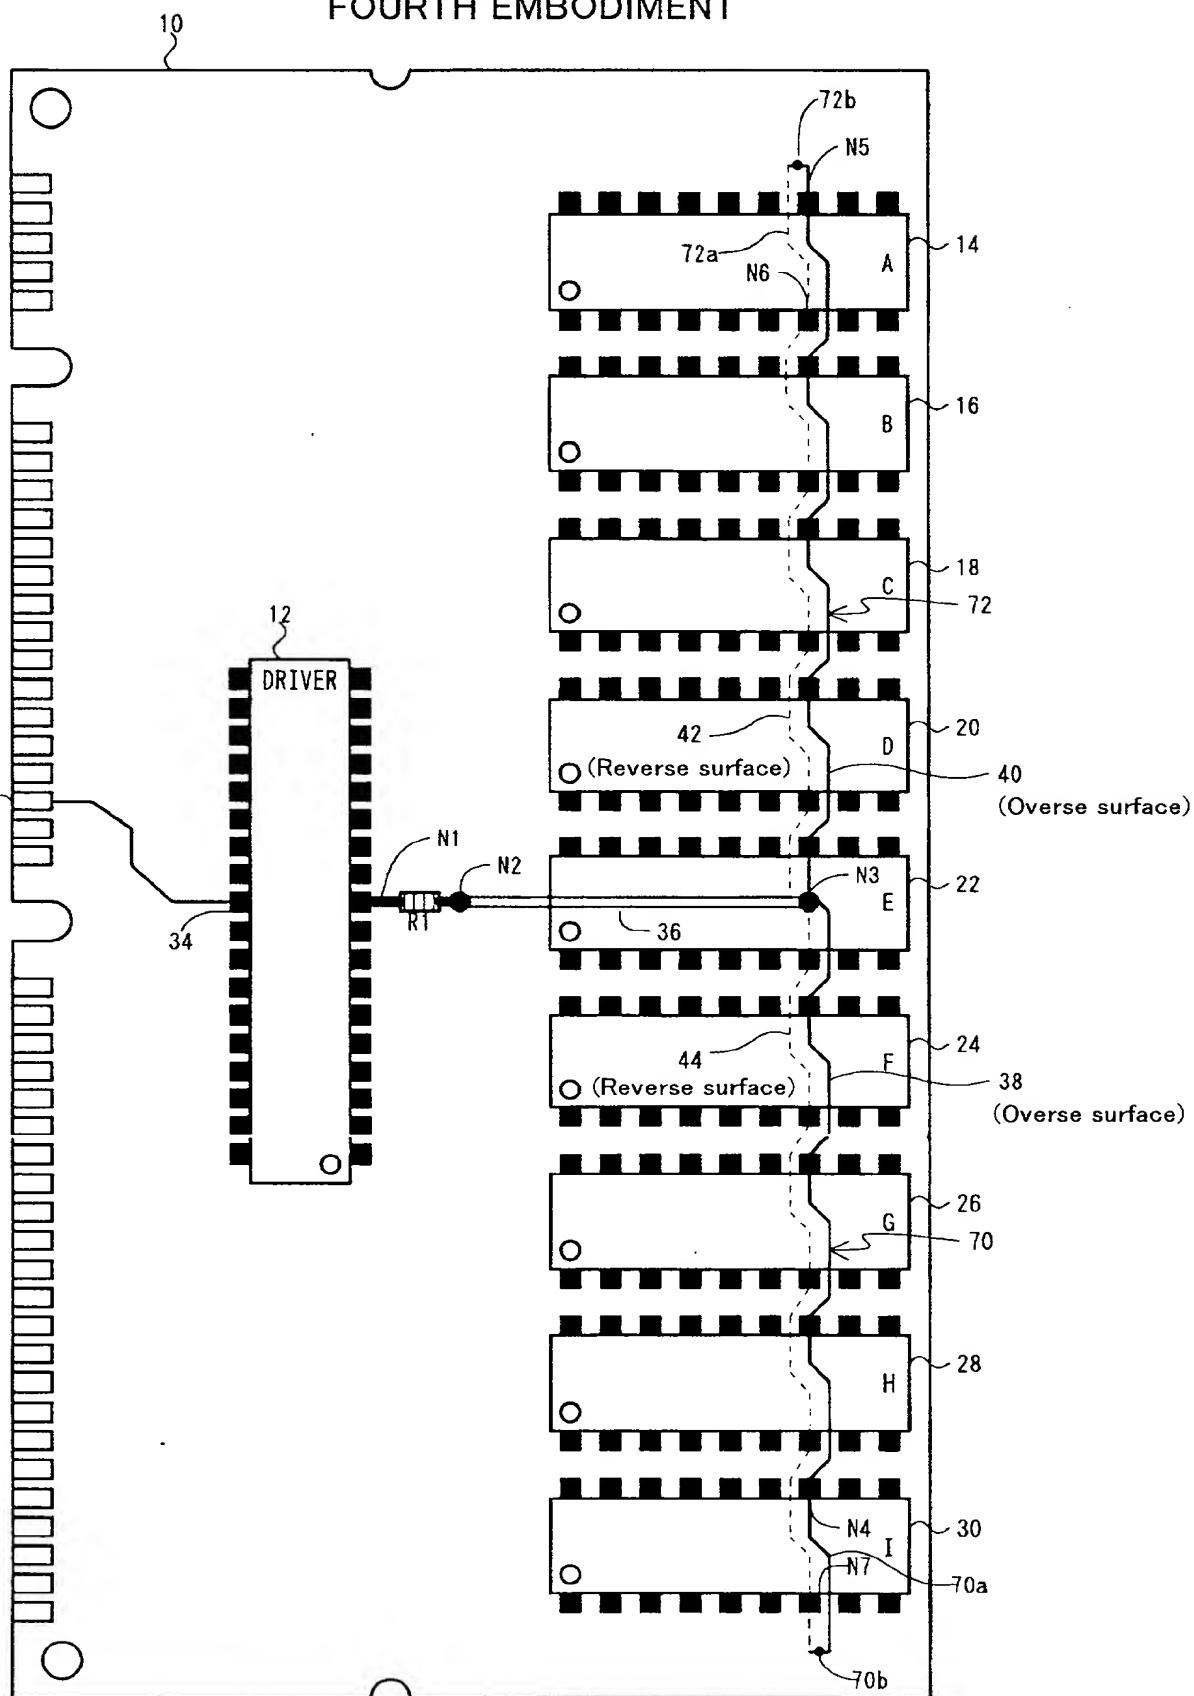 FOURTH EMBODIMENT
10
72b
N5
14
72a
A
N6
16
B
18
C
72
12
DRIVER
20
42
D
(Reverse surface)
40
(Overse surface)
N1
N2
N3
22
E
R1
36
34
24
44
F
(Reverse surface)
38
(Overse surface)
26
G
70
28
H
N4
30
I
N7
70a
70b